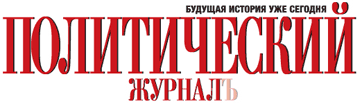 БУДУЩАЯ ИСТОРИЯ УЖЕ СЕГОДНЯ
ПОЛИТИЧЕСКИЙ
ЖУРНАЛЪ